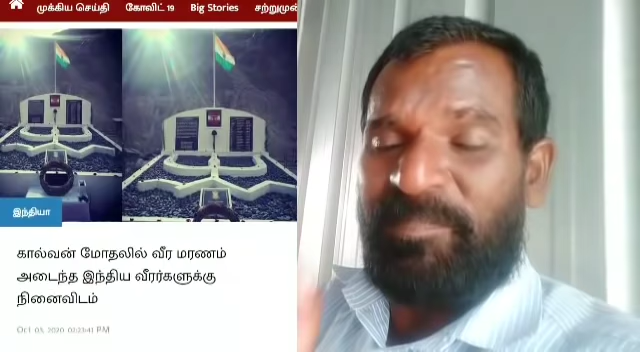 முக்கிய செய்தி கோவிட் 19 Big Stories சற்றுமுன்
இந்தியா
கால்வன் மோதலில் வீர மரணம்
அடைந்த இந்திய வீரர்களுக்கு
நினைவிடம்
Oct 03, 2020 02:23:41 PM